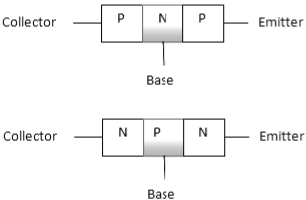 Collector P N P Emitter
Base
Collector N P N Emitter
Base